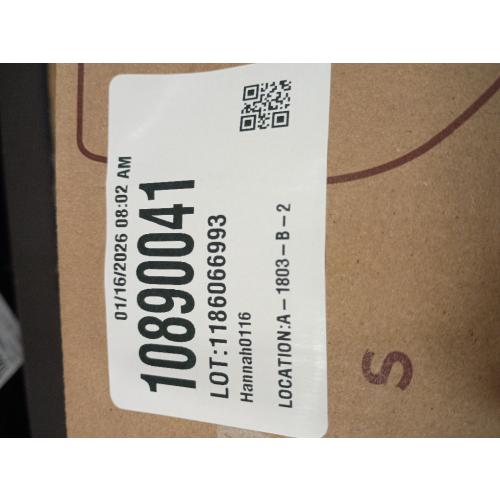 01/16/2026 08:02 AM
10890041
LOT:1186066993
Hannah0116
LOCATION:A-1803-B-2
S